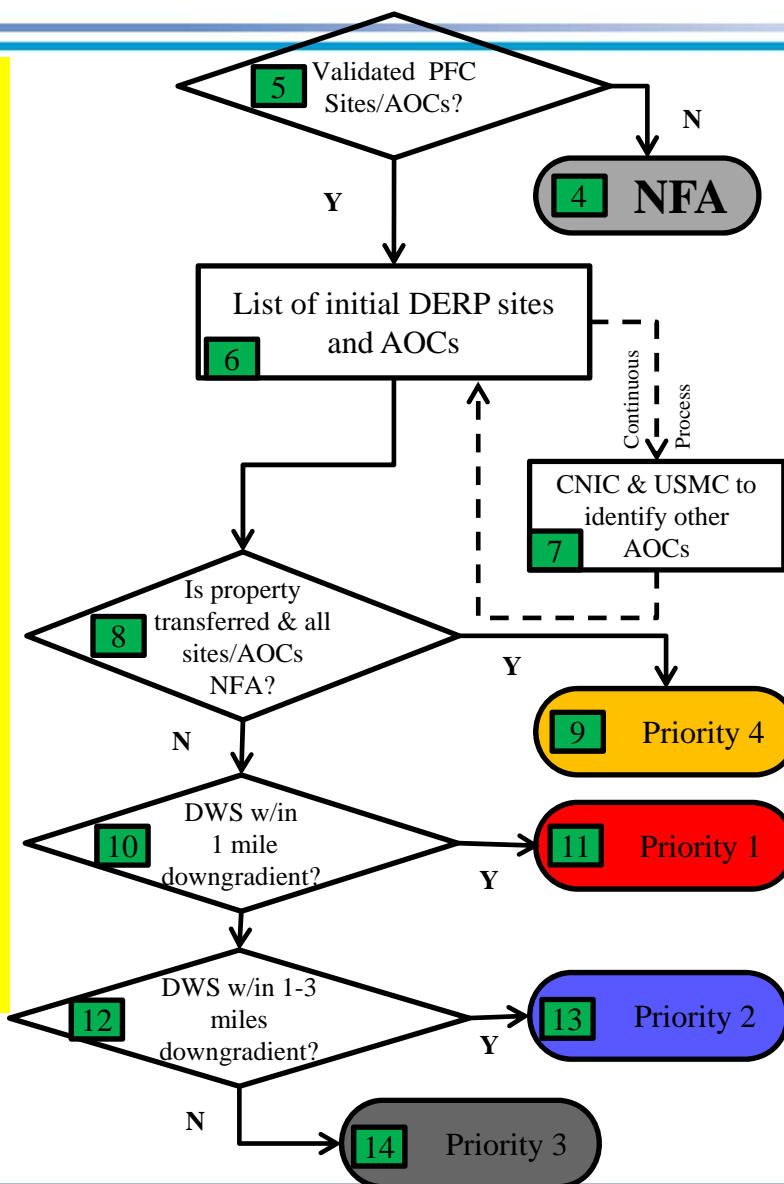 5
Validated PFC
Sites/AOCs?
N
4
NFA
Y
List of initial DERP sites
and AOCs
6
Continuous
Process
CNIC & USMC to
identify other
AOCs
7
Is property
transferred & all
sites/AOCs
NFA?
8
Y
9
Priority 4
N
DWS w/in
1 mile
downgradient?
10
Y
11
Priority 1
DWS w/in 1-3
miles
downgradient?
12
Y
13
Priority 2
N
14
Priority 3